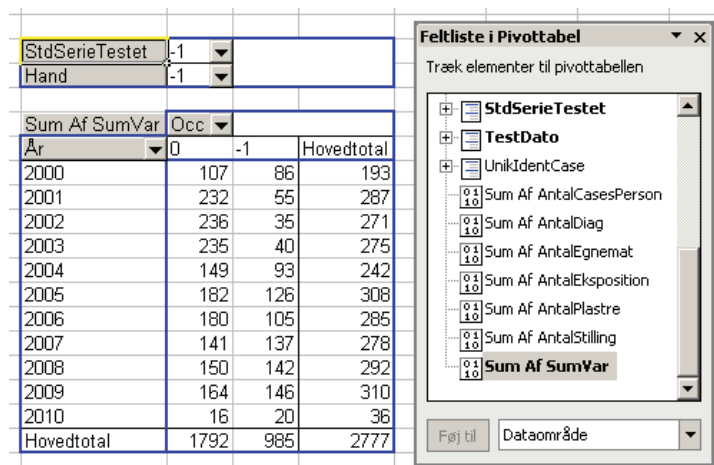 StdSerieTestet -1
Hand -1
Sum Af SumVar Occ
År 0 -1 Hovedtotal
2000 107 86 193
2001 232 55 287
2002 236 35 271
2003 235 40 275
2004 149 93 242
2005 182 126 308
2006 180 105 285
2007 141 137 278
2008 150 142 292
2009 164 146 310
2010 16 20 36
Hovedtotal 1792 985 2777
Feltliste i Pivottabel
Træk elementer til pivottabellen
StdSerieTestet
TestDato
UnikIdentCase
Sum Af AntalCasesPerson
Sum Af AntalDiag
Sum Af AntalEgnemat
Sum Af AntalEksposition
Sum Af AntalPlastre
Sum Af AntalStilling
Sum Af SumVar
Føj til Dataområde